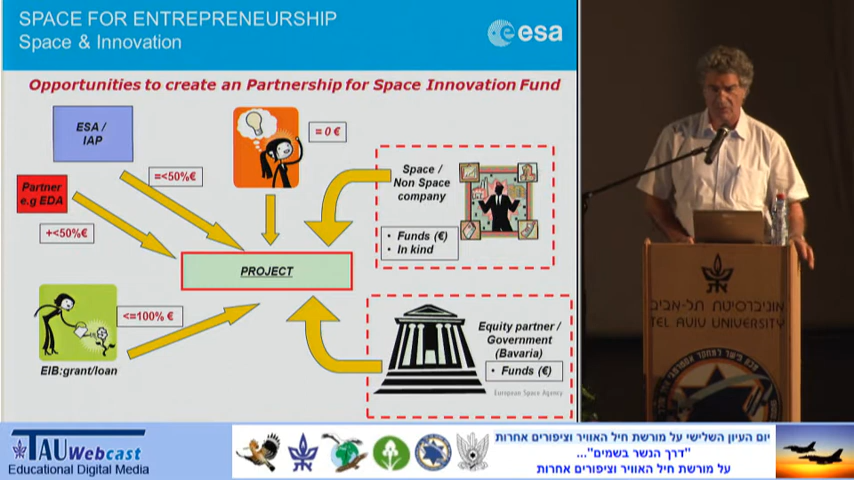 SPACE FOR ENTREPRENEURSHIP
Space & Innovation
esa
Opportunities to create an Partnership for Space Innovation Fund
ESA /
IAP
= 0 €
=<50%€
Partner
e.g EDA
+<50%€
Space /
Non Space
company
• Funds (€)
• In kind
PROJECT
<=100% €
EIB:grant/loan
Equity partner /
Government
(Bavaria)
• Funds (€)
European Space Agency
אוניברסיטת תל-אביב
TEL AVIV UNIVERSITY
TAU Webcast
Educational Digital Media
יום העיון השלישי על מורשת חיל האוויר וציפורים אחרות
"דרך הנשר בשמים"...
על מורשת חיל האוויר וציפורים אחרות